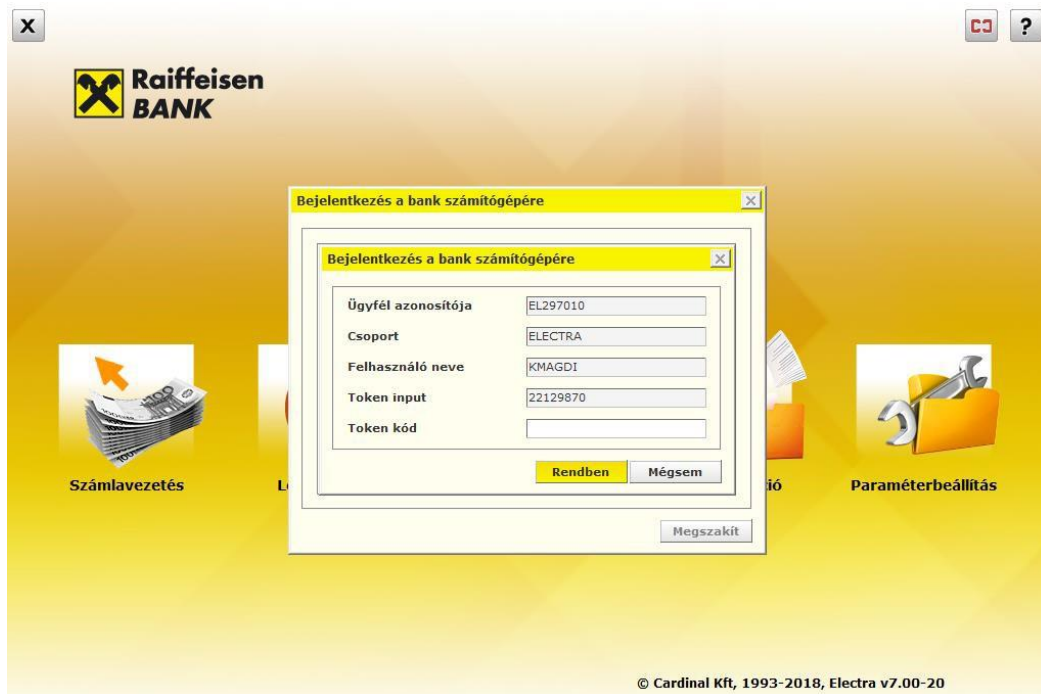 X
?
Raiffeisen
BANK
Bejelentkezés a bank számítógépére
Bejelentkezés a bank számítógépére
Ügyfél azonosítója EL297010
Csoport ELECTRA
Felhasználó neve KMAGDI
Token input 22129870
Token kód
Rendben Mégsem
Számlavezetés
Paraméterbeállítás
Megszakít
© Cardinal Kft, 1993-2018, Electra v7.00-20